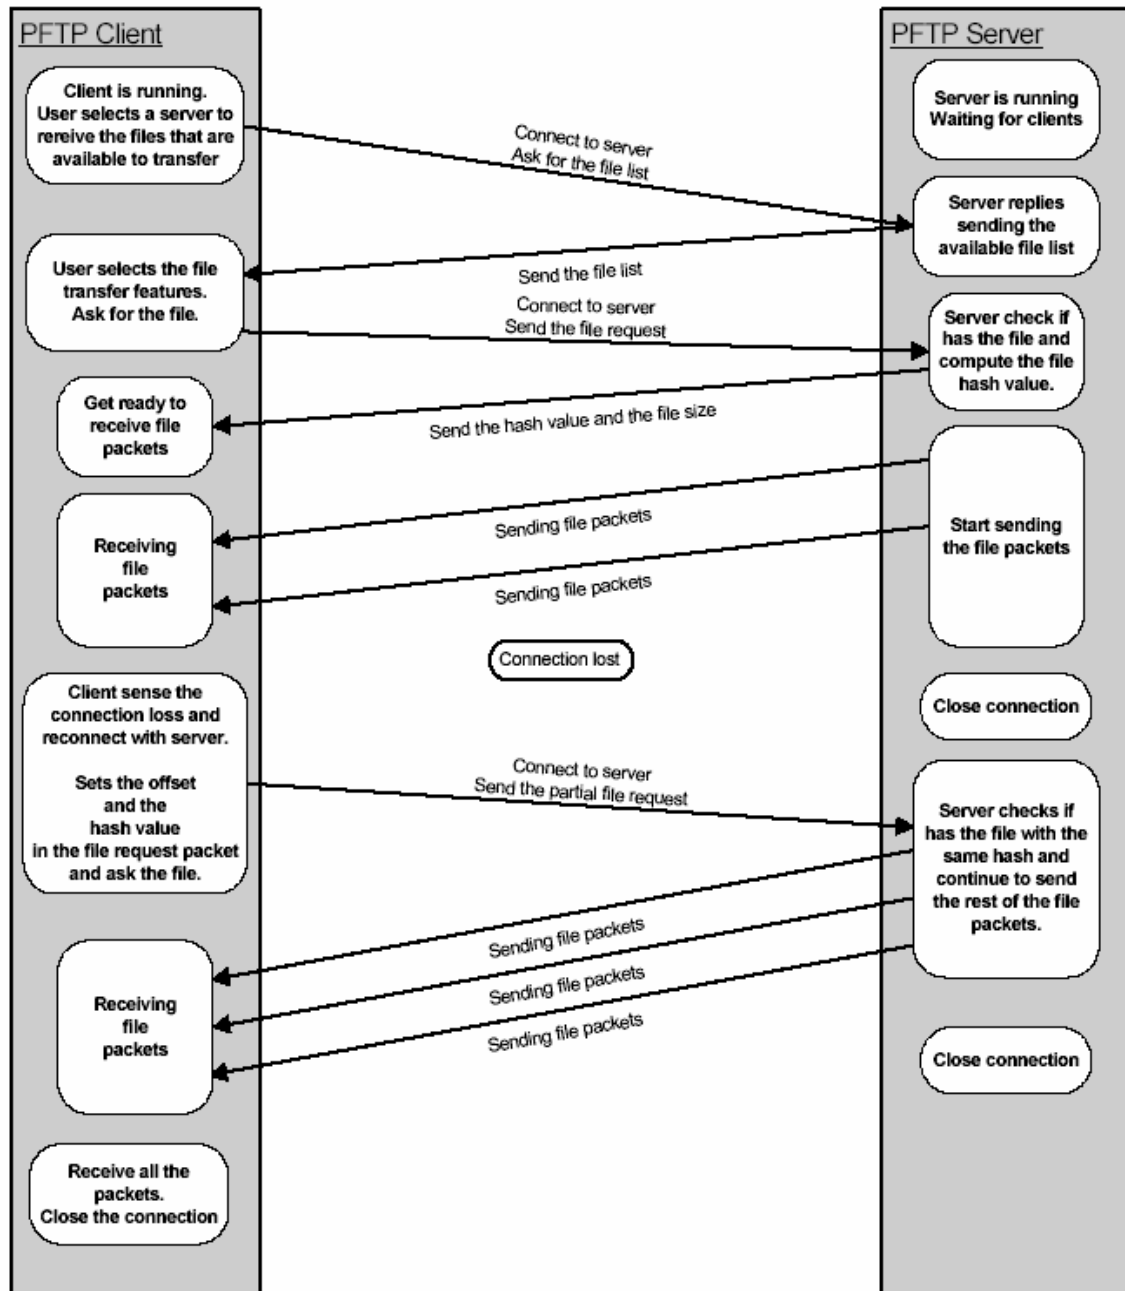 PFTP Client
PFTP Server
Client is running.
User selects a server to
rereive the files that are
available to transfer
Server is running
Waiting for clients
Connect to server
Ask for the file list
Server replies
sending the
available file list
Send the file list
User selects the file
transfer features.
Ask for the file.
Connect to server
Send the file request
Server check if
has the file and
compute the file
hash value.
Send the hash value and the file size
Get ready to
receive file
packets
Sending file packets
Sending file packets
Start sending
the file packets
Receiving
file
packets
Connection lost
Close connection
Client sense the
connection loss and
reconnect with server.
Sets the offset
and the
hash value
in the file request packet
and ask the file.
Connect to server
Send the partial file request
Server checks if
has the file with the
same hash and
continue to send
the rest of the file
packets.
Sending file packets
Sending file packets
Sending file packets
Receiving
file
packets
Close connection
Receive all the
packets.
Close the connection